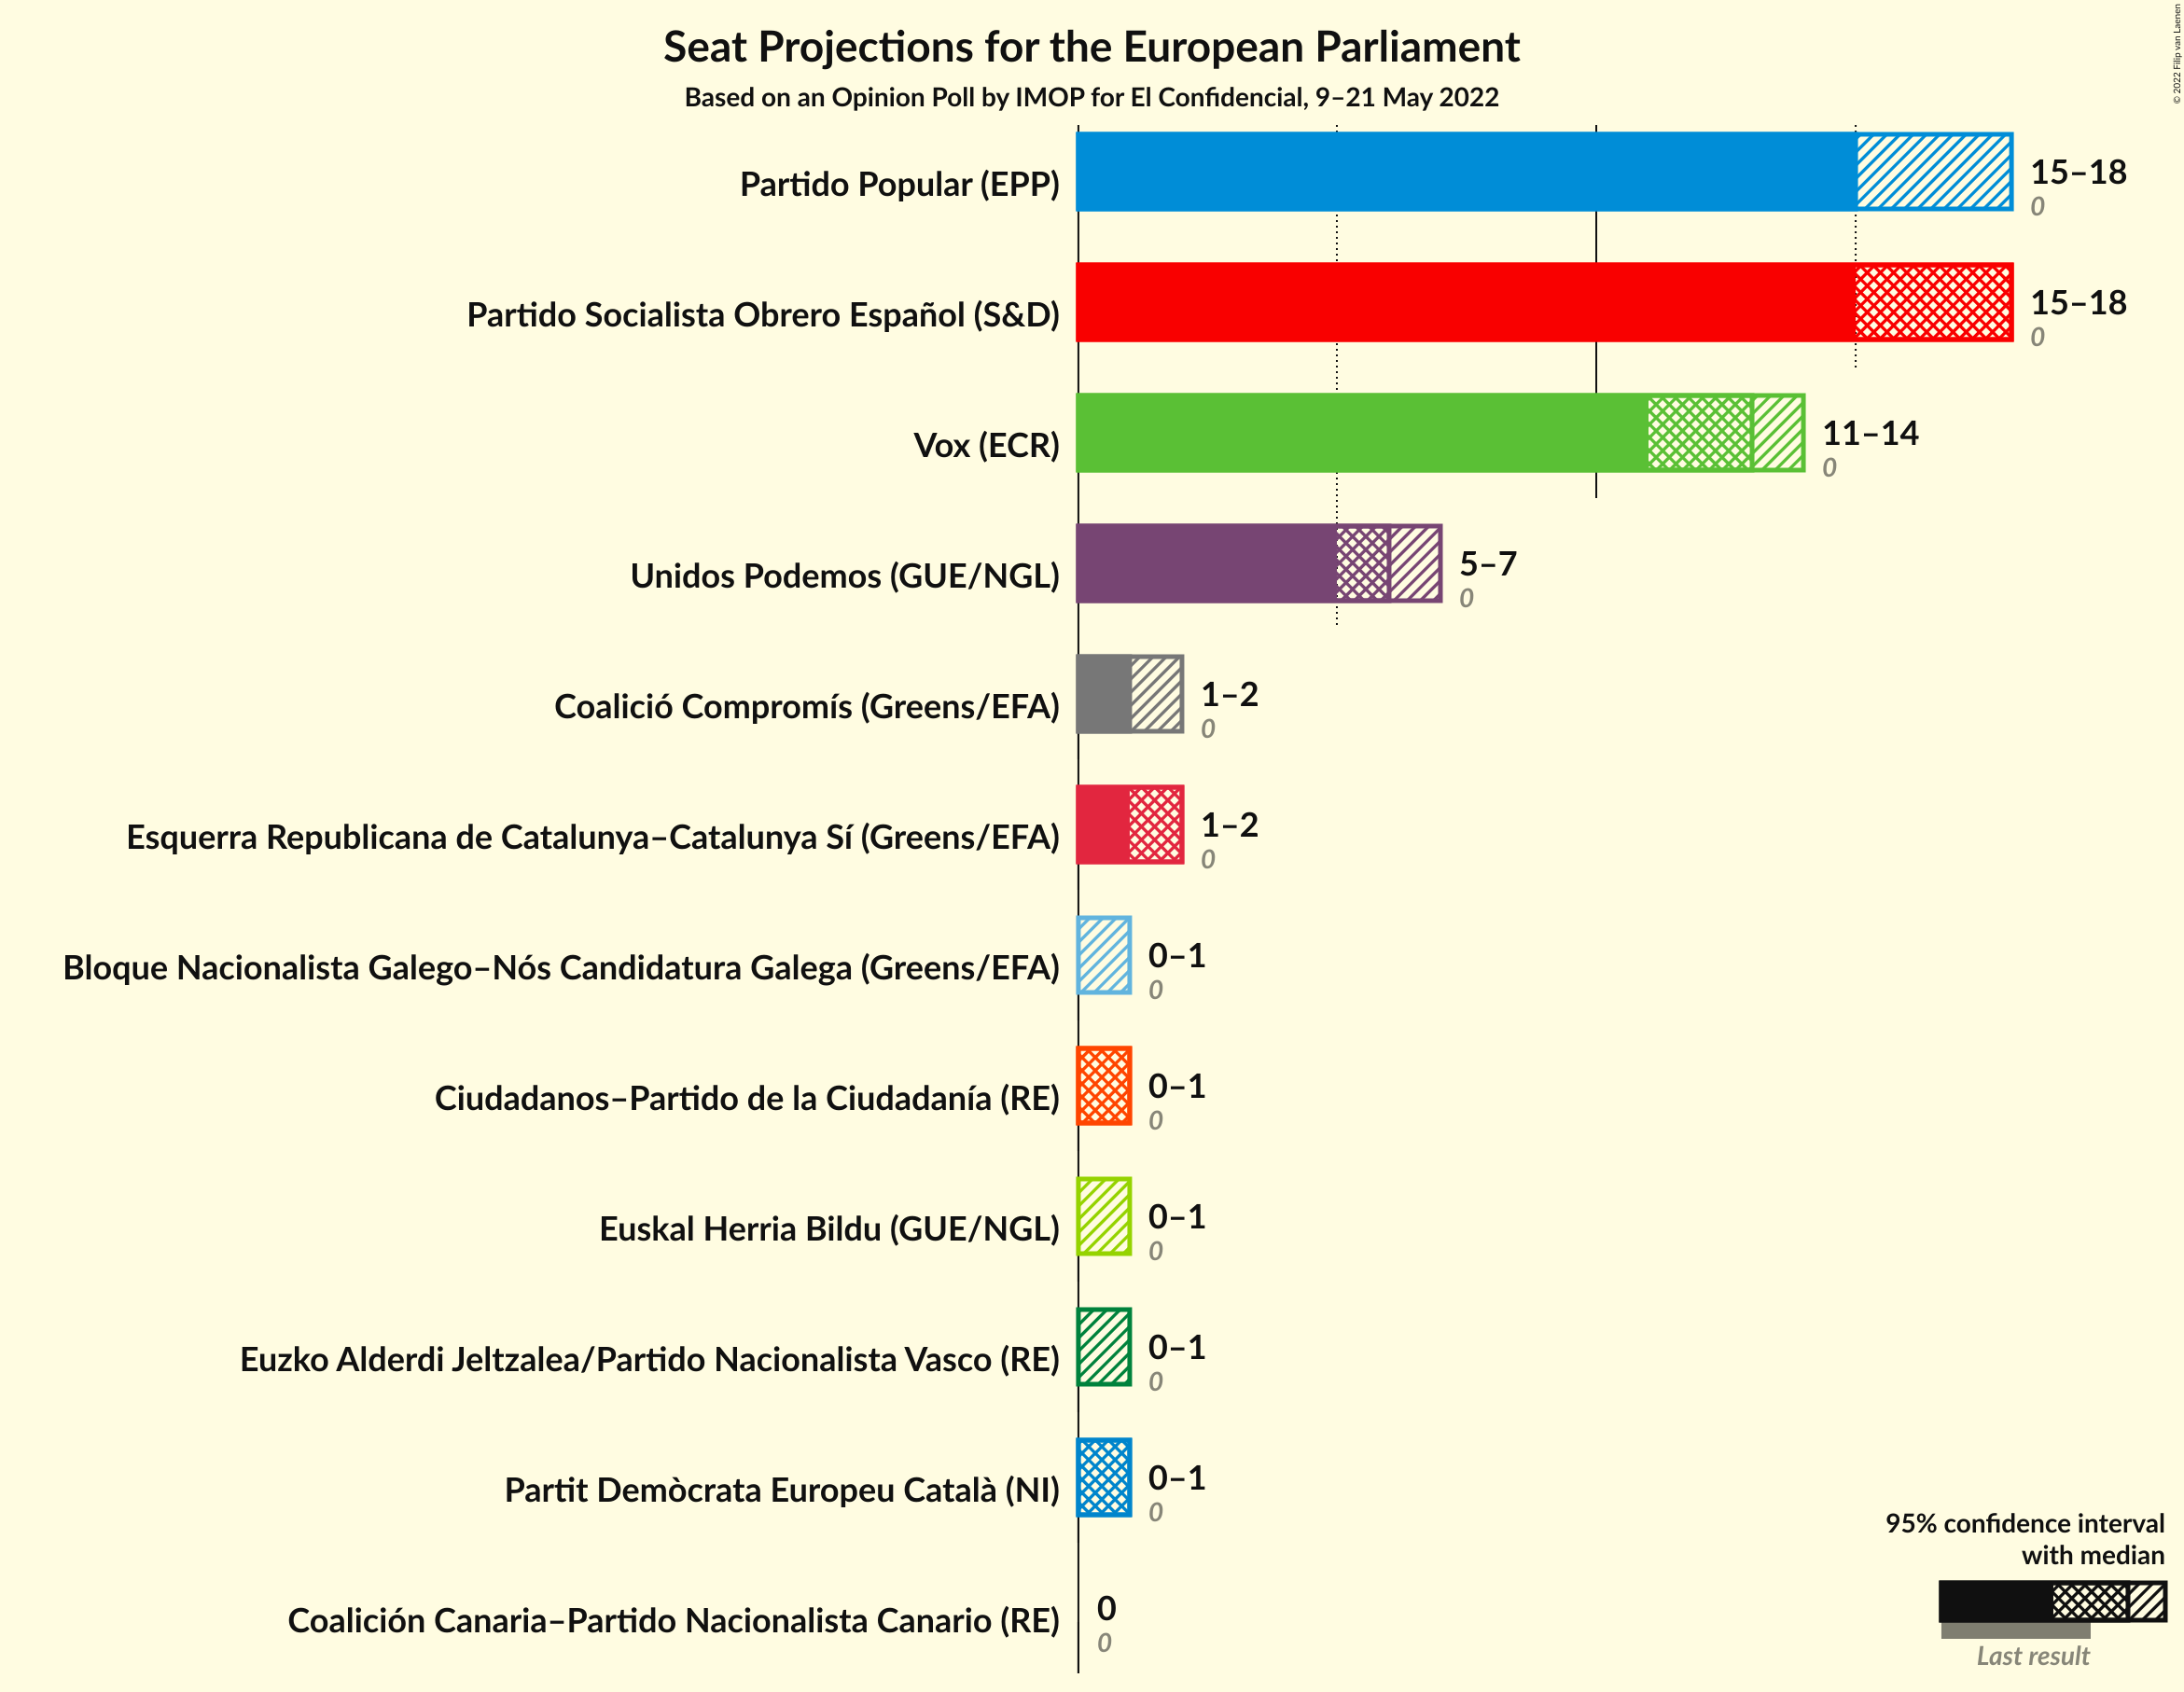 Seat Projections for the European Parliament
Based on an Opinion Poll by IMOP for El Confidencial, 9–21 May 2022
© 2022 Filip van Laenen
Partido Popular (EPP)
15–18
0
Partido Socialista Obrero Español (S&D)
15–18
0
Vox (ECR)
11–14
0
Unidos Podemos (GUE/NGL)
5–7
0
Coalició Compromís (Greens/EFA)
1–2
0
Esquerra Republicana de Catalunya–Catalunya Sí (Greens/EFA)
1–2
0
Bloque Nacionalista Galego–Nós Candidatura Galega (Greens/EFA)
0–1
0
Ciudadanos–Partido de la Ciudadanía (RE)
0–1
0
Euskal Herria Bildu (GUE/NGL)
0–1
0
Euzko Alderdi Jeltzalea/Partido Nacionalista Vasco (RE)
0–1
0
Partit Demòcrata Europeu Català (NI)
0–1
0
Coalición Canaria–Partido Nacionalista Canario (RE)
0
0
95% confidence interval
with median
Last result